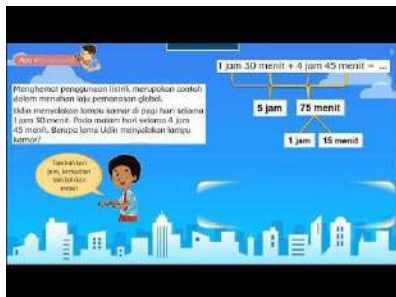 Ayo
Menghemat penggunaan listrik merupakan contoh
dalam menahan laju pemanasan global.
Udin menyalakan lampu kamar di pagi hari selama
1 jam 30 menit. Pada malam hari selama 4 jam
45 menit. Berapa lama Udin menyalakan lampu
kamar?
1 jam 30 menit + 4 jam 45 menit = ...
5 jam 75 menit
1 jam 15 menit
Tambahkan
jam, kemudian
tambahkan
menit